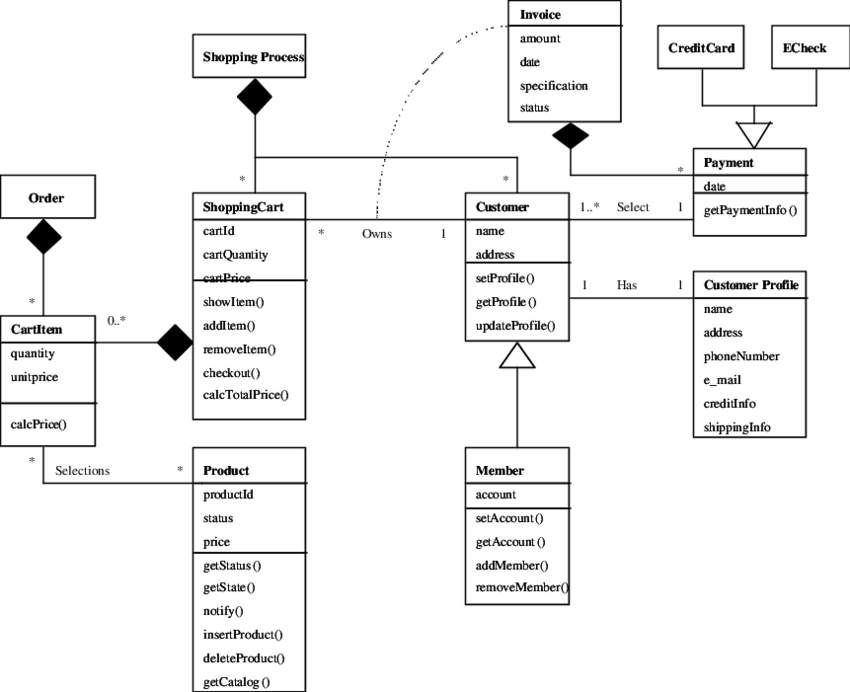 Invoice
amount
date
specification
status
CreditCard
ECheck
Shopping Process
Payment
date
getPaymentInfo()
*
*
*
Order
ShoppingCart
cartId
cartQuantity
cartPrice
showItem()
addItem()
removeItem()
checkout()
calcTotalPrice()
* Owns 1
Customer
name
address
setProfile()
getProfile()
updateProfile()
1..* Select 1
1 Has 1
Customer Profile
name
address
phoneNumber
e_mail
creditInfo
shippingInfo
*
0..*
CartItem
quantity
unitprice
calcPrice()
* Selections *
Product
productId
status
price
getStatus()
getState()
notify()
insertProduct()
deleteProduct()
getCatalog()
Member
account
setAccount()
getAccount()
addMember()
removeMember()